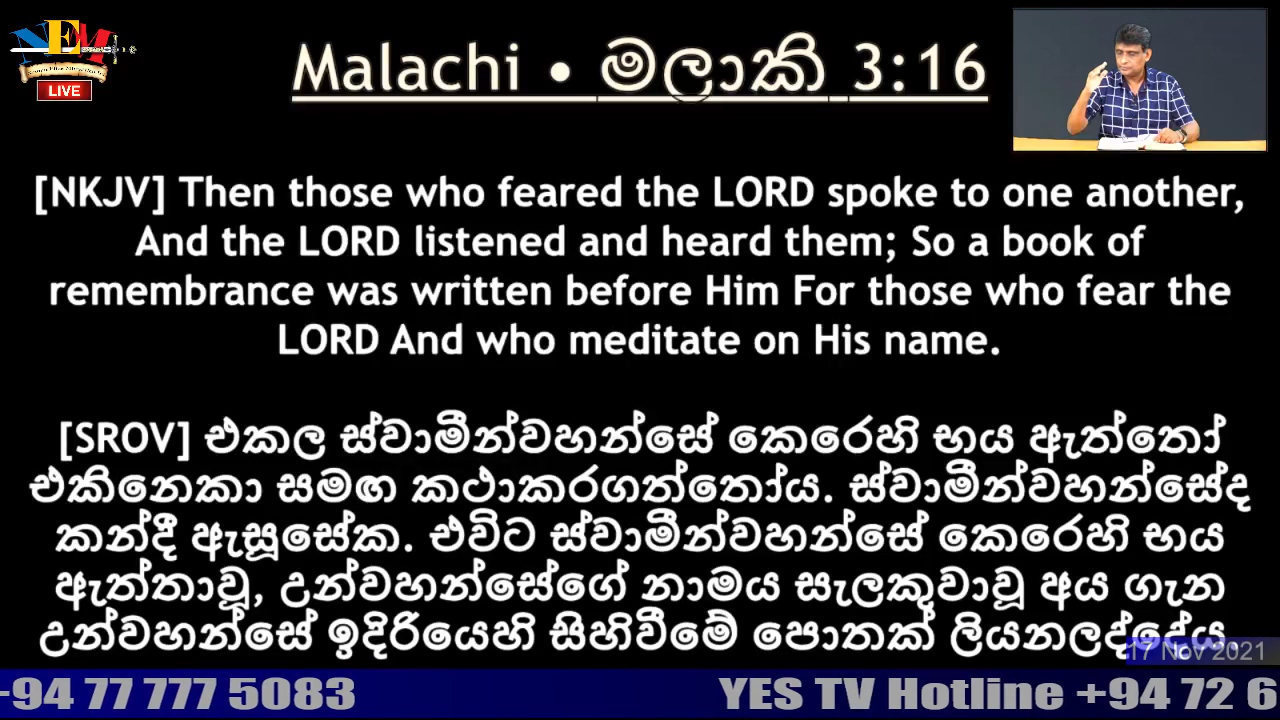 NEM
LIVE
Malachi • මලාකි 3:16
[NKJV] Then those who feared the LORD spoke to one another,
And the LORD listened and heard them; So a book of
remembrance was written before Him For those who fear the
LORD And who meditate on His name.
[SROV] එකල ස්වාමීන්වහන්සේ කෙරෙහි භය ඇත්තෝ
එකිනෙකා සමඟ කථාකරගත්තෝය. ස්වාමීන්වහන්සේද
කන්දී ඇසූසේක. එවිට ස්වාමීන්වහන්සේ කෙරෙහි භය
ඇත්තාවූ, උන්වහන්සේගේ නාමය සැලකුවාවූ අය ගැන
උන්වහන්සේ ඉදිරියෙහි සිහිවීමේ පොතක් ලියනලද්දේය.
17 Nov 2021
-94 77 777 5083 YES TV Hotline +94 72 6